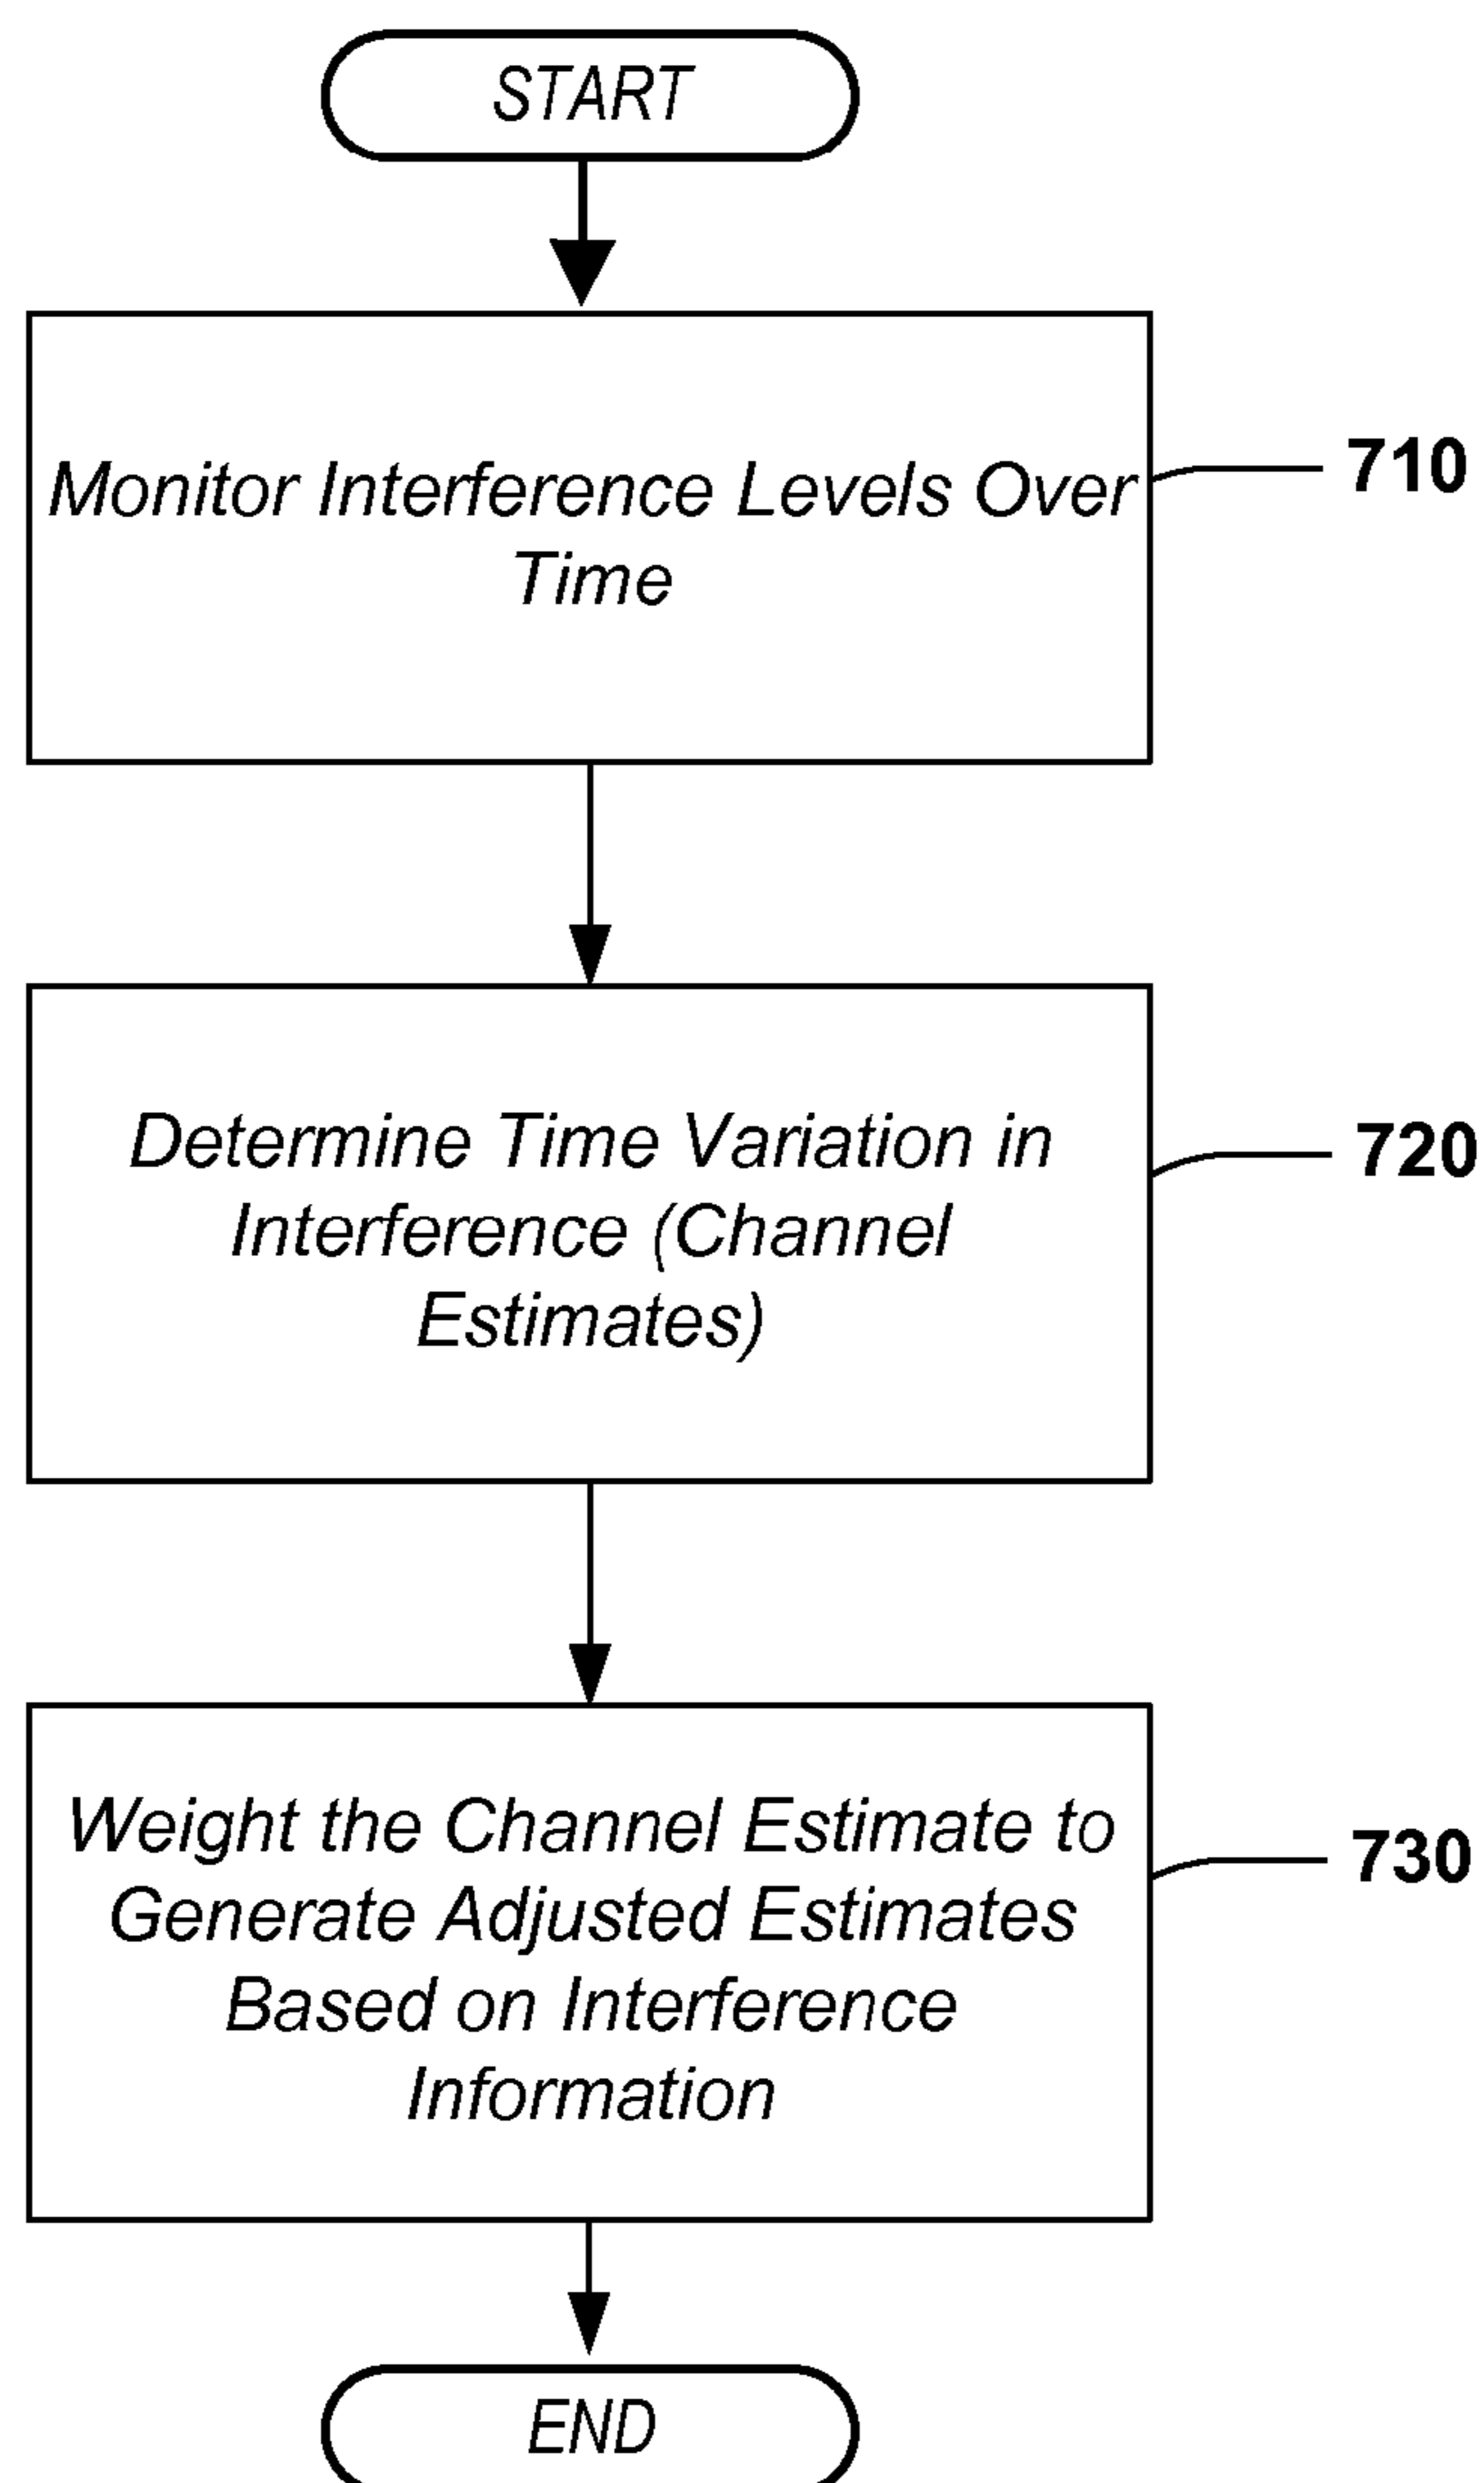 START
Monitor Interference Levels Over
Time
710
Determine Time Variation in
Interference (Channel
Estimates)
720
Weight the Channel Estimate to
Generate Adjusted Estimates
Based on Interference
Information
730
END